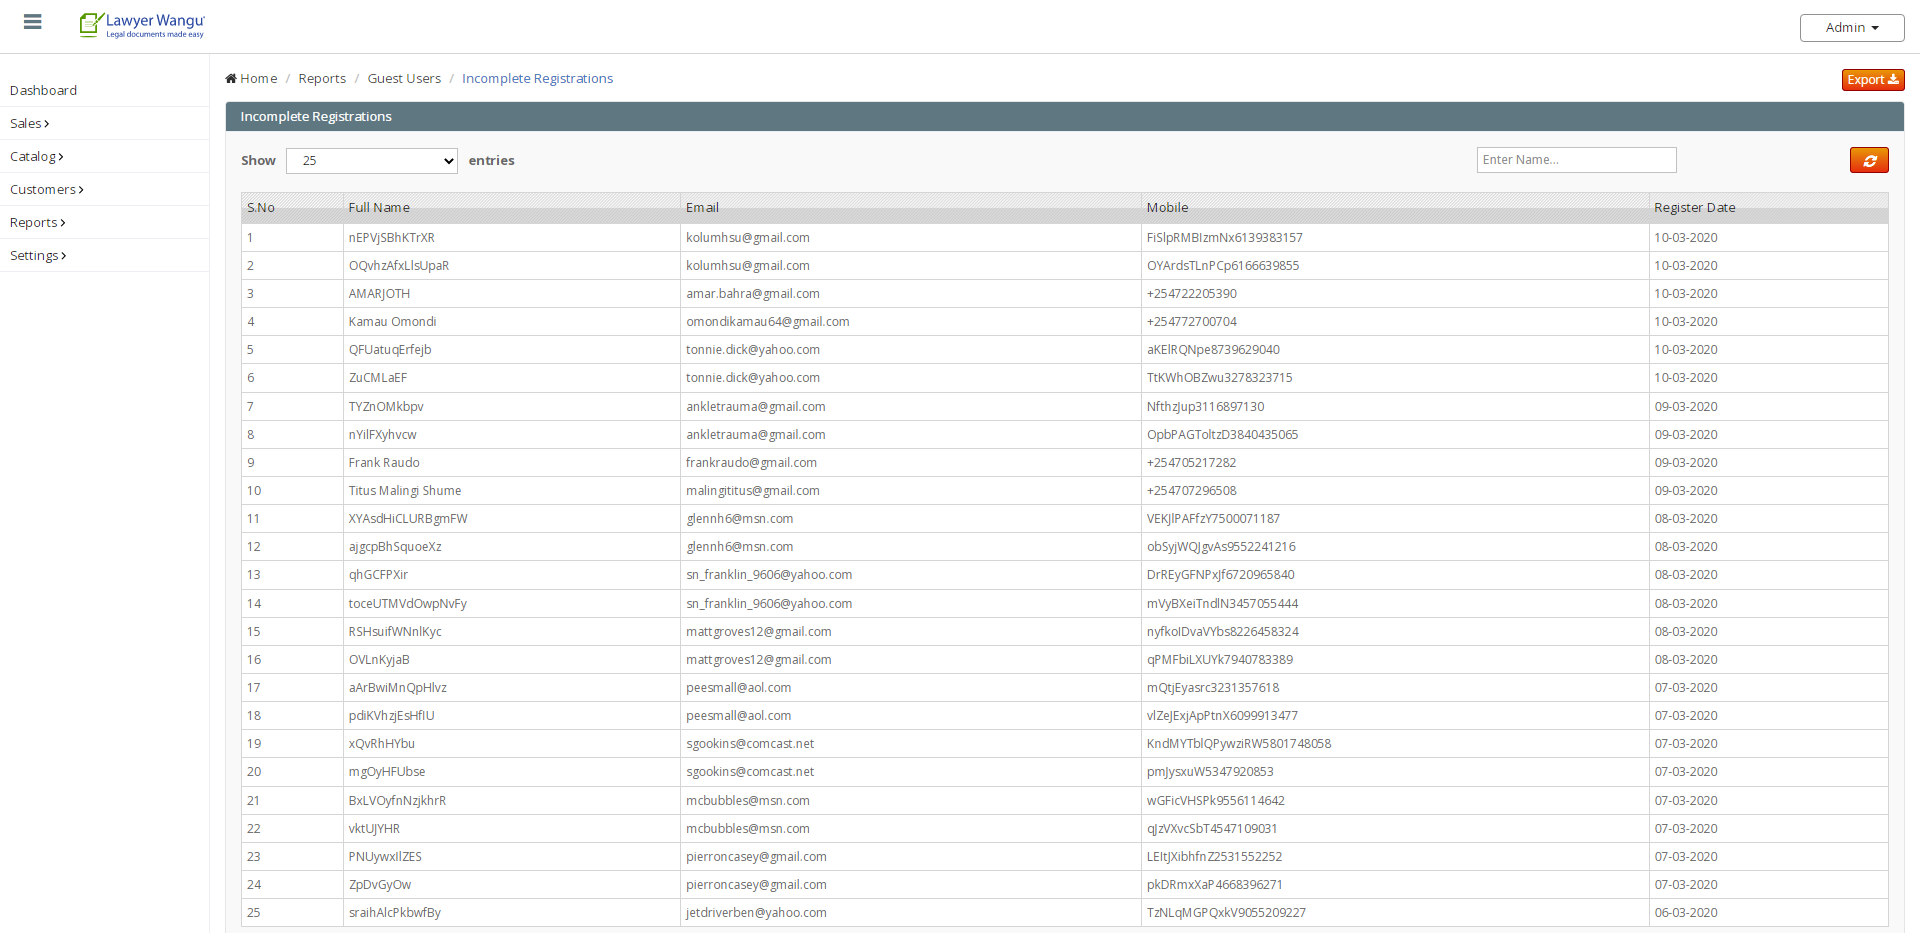 Lawyer Wangu
Legal documents made easy
Admin
Home / Reports / Guest Users / Incomplete Registrations
Export
Dashboard
Sales
Catalog
Customers
Reports
Settings
Incomplete Registrations
Show 25 entries
Enter Name...
S.No Full Name Email Mobile Register Date
1 nEPVjSBhKTrXR kolumhsu@gmail.com FiSlpRMBIzmNx6139383157 10-03-2020
2 OQvhzAfxLlsUpaR kolumhsu@gmail.com OYArdsTLnPCp6166639855 10-03-2020
3 AMARJOTH amar.bahra@gmail.com +254722205390 10-03-2020
4 Kamau Omondi omondikamau64@gmail.com +254772700704 10-03-2020
5 QFUatuqErfejb tonnie.dick@yahoo.com aKElRQNpe8739629040 10-03-2020
6 ZuCMLaEF tonnie.dick@yahoo.com TtKWhOBZwu3278323715 10-03-2020
7 TYZnOMkbpv ankletrauma@gmail.com NfthzJup3116897130 09-03-2020
8 nYilFXyhvcw ankletrauma@gmail.com OpbPAGToltzD3840435065 09-03-2020
9 Frank Raudo frankraudo@gmail.com +254705217282 09-03-2020
10 Titus Malingi Shume malingititus@gmail.com +254707296508 09-03-2020
11 XYAsdHiCLURBgmFW glennh6@msn.com VEKJlPAFfzY7500071187 08-03-2020
12 ajgcpBhSquoeXz glennh6@msn.com obSyjWQJgvAs9552241216 08-03-2020
13 qhGCFPXir sn_franklin_9606@yahoo.com DrREyGFNPxJf6720965840 08-03-2020
14 toceUTMVdOwpNvFy sn_franklin_9606@yahoo.com mVyBXeiTndlN3457055444 08-03-2020
15 RSHsuifWNnlKyc mattgroves12@gmail.com nyfkoIDvaVYbs8226458324 08-03-2020
16 OVLnKyjaB mattgroves12@gmail.com qPMFbiLXUYk7940783389 08-03-2020
17 aArBwiMnQpHlvz peesmall@aol.com mQtjEyasrc3231357618 07-03-2020
18 pdiKVhzjEsHfIU peesmall@aol.com vlZeJExjApPtnX6099913477 07-03-2020
19 xQvRhHYbu sgookins@comcast.net KndMYTblQPywziRW5801748058 07-03-2020
20 mgOyHFUbse sgookins@comcast.net pmJysxuW5347920853 07-03-2020
21 BxLVOyfnNzjkhrR mcbubbles@msn.com wGFicVHSPk9556114642 07-03-2020
22 vktUJYHR mcbubbles@msn.com qJzVXvcSbT4547109031 07-03-2020
23 PNUywxIlZES pierroncasey@gmail.com LEItJXibhfnZ2531552252 07-03-2020
24 ZpDvGyOw pierroncasey@gmail.com pkDRmxXaP4668396271 07-03-2020
25 sraihAlcPkbwfBy jetdriverben@yahoo.com TzNLqMGPQxkV9055209227 06-03-2020